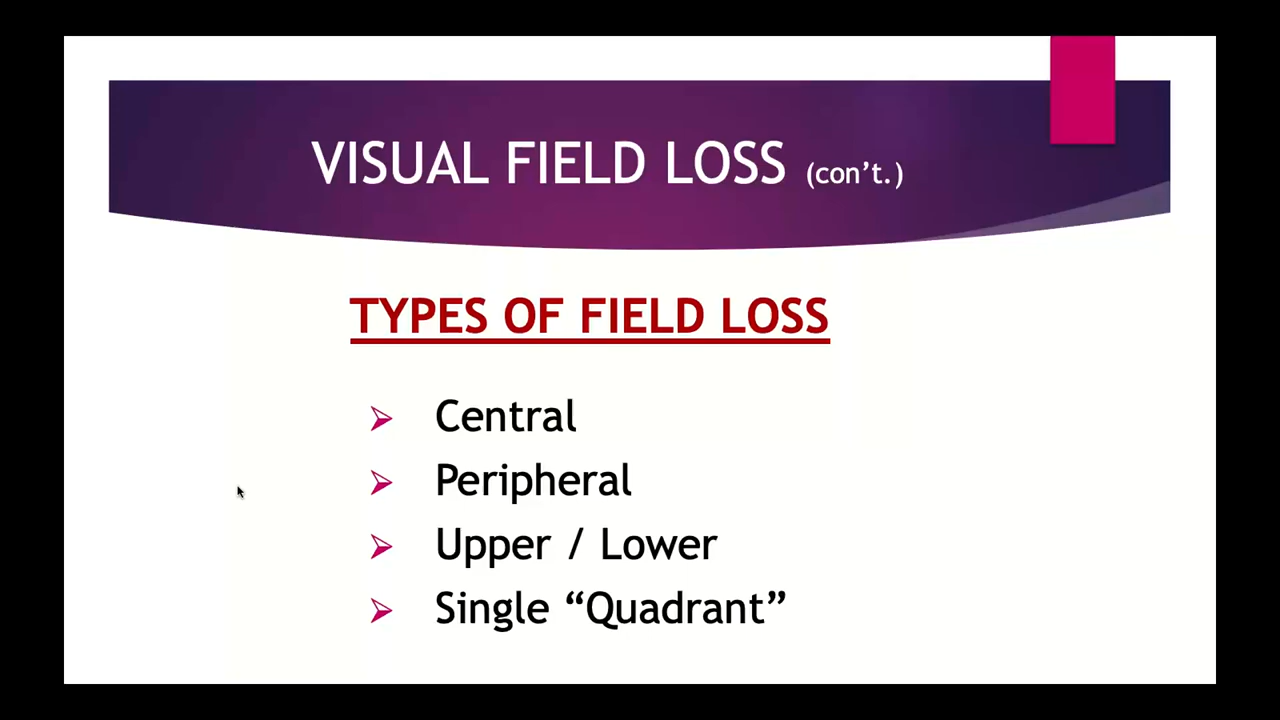 VISUAL FIELD LOSS (con’t.)
TYPES OF FIELD LOSS
Central
Peripheral
Upper / Lower
Single “Quadrant”